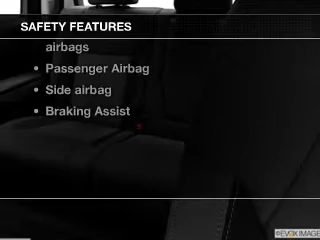 SAFETY FEATURES
airbags
• Passenger Airbag
• Side airbag
• Braking Assist
©EVOX IMAGES